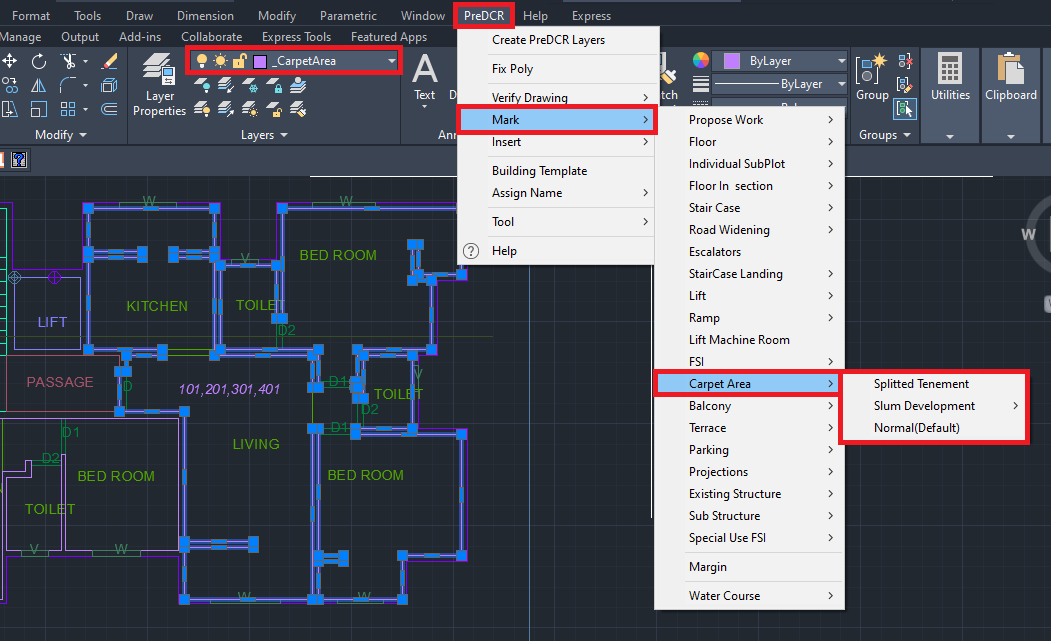 Format Tools Draw Dimension Modify Parametric Window PreDCR Help Express
Manage Output Add-ins Collaborate Express Tools Featured Apps
_CarpetArea
Layer
Properties
Text
Modify
Layers
ByLayer
ByLayer
Group
Groups
Utilities
Clipboard
Create PreDCR Layers
Fix Poly
Verify Drawing
Mark
Insert
Building Template
Assign Name
Tool
Help
Propose Work
Floor
Individual SubPlot
Floor In section
Stair Case
Road Widening
Escalators
StairCase Landing
Lift
Ramp
Lift Machine Room
FSI
Carpet Area
Balcony
Terrace
Parking
Projections
Existing Structure
Sub Structure
Special Use FSI
Margin
Water Course
Splitted Tenement
Slum Development
Normal(Default)
W
W
W
V
BED ROOM
KITCHEN
TOILET
LIFT
D2
PASSAGE
D
101,201,301,401
D1
V
TOILET
D2
D1
D1
LIVING
D2
BED ROOM
BED ROOM
TOILET
V
W
W
W